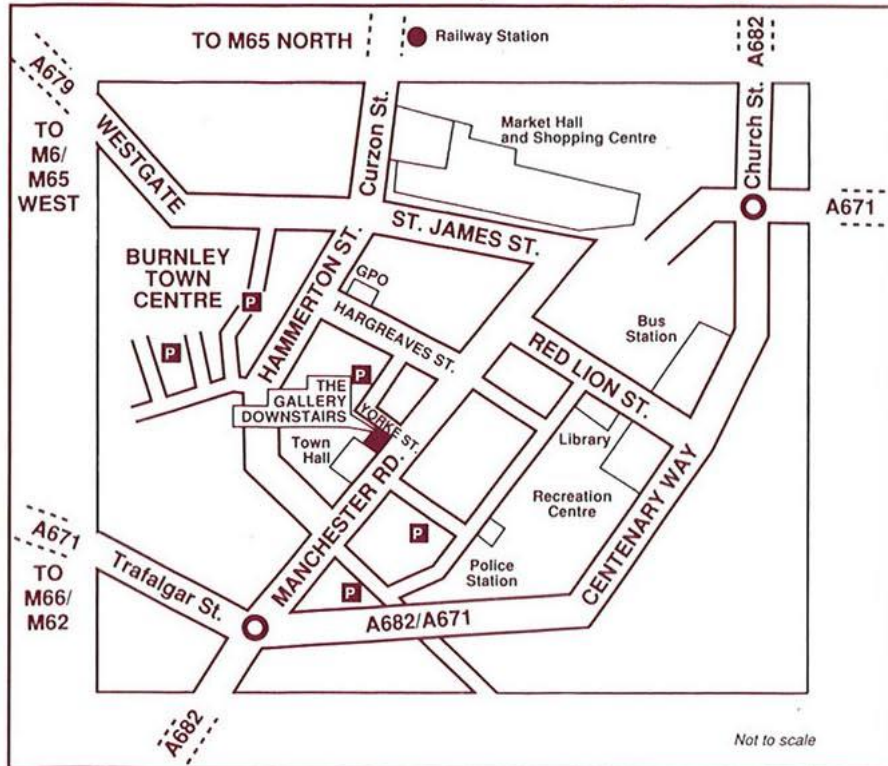 TO M65 NORTH
Railway Station
A682
A679
TO
M6/
M65
WEST
WESTGATE
Curzon St.
Market Hall
and Shopping Centre
Church St.
A671
ST. JAMES ST.
BURNLEY
TOWN
CENTRE
HAMMERTON ST.
GPO
HARGREAVES ST.
P
P
P
RED LION ST.
Bus
Station
THE
GALLERY
DOWNSTAIRS
YORKE ST.
Town
Hall
MANCHESTER RD.
Library
Recreation
Centre
CENTENARY WAY
P
Police
Station
A671
TO
M66/
M62
Trafalgar St.
P
A682/A671
A682
Not to scale